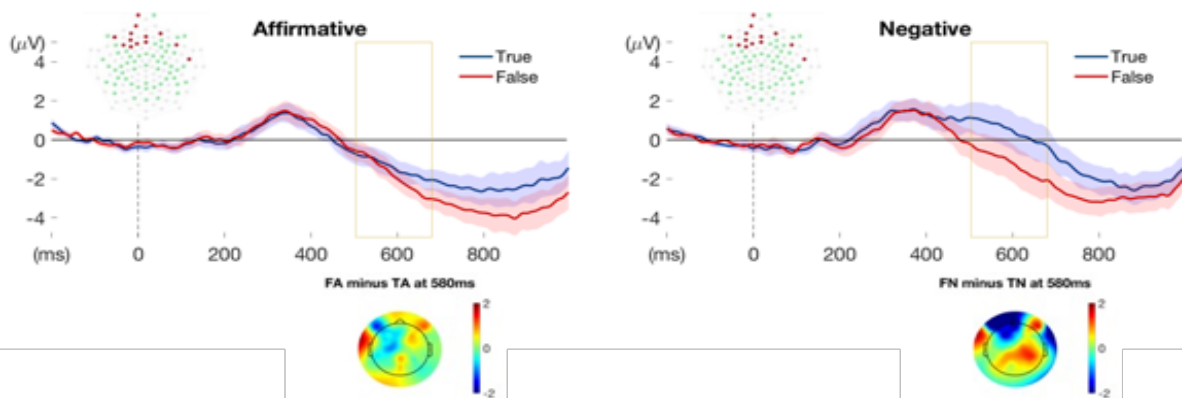 Affirmative
(μV)
4
2
0
-2
-4
True
False
(ms)
0
200
400
600
800
FA minus TA at 580ms
2
0
-2
Negative
(μV)
4
2
0
-2
-4
True
False
(ms)
0
200
400
600
800
FN minus TN at 580ms
2
0
-2